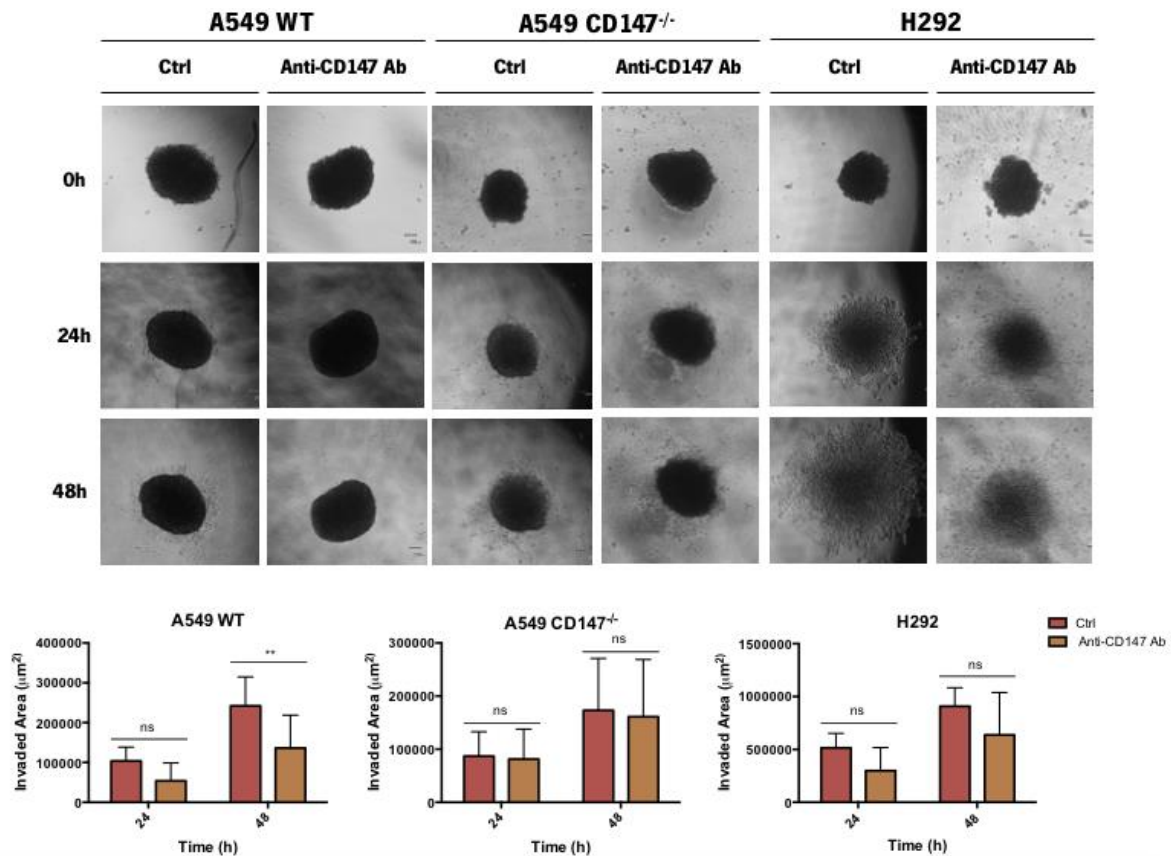 A549 WT A549 CD147-/- H292
Ctrl Anti-CD147 Ab Ctrl Anti-CD147 Ab Ctrl Anti-CD147 Ab
0h
24h
48h
A549 WT
400000
300000
200000
100000
0
Invaded Area (µm²)
ns
**
24
48
Time (h)
A549 CD147-/-
300000
200000
100000
0
Invaded Area (µm²)
ns
ns
24
48
Time (h)
H292
1500000
1000000
500000
0
Invaded Area (µm²)
ns
ns
24
48
Time (h)
Ctrl
Anti-CD147 Ab